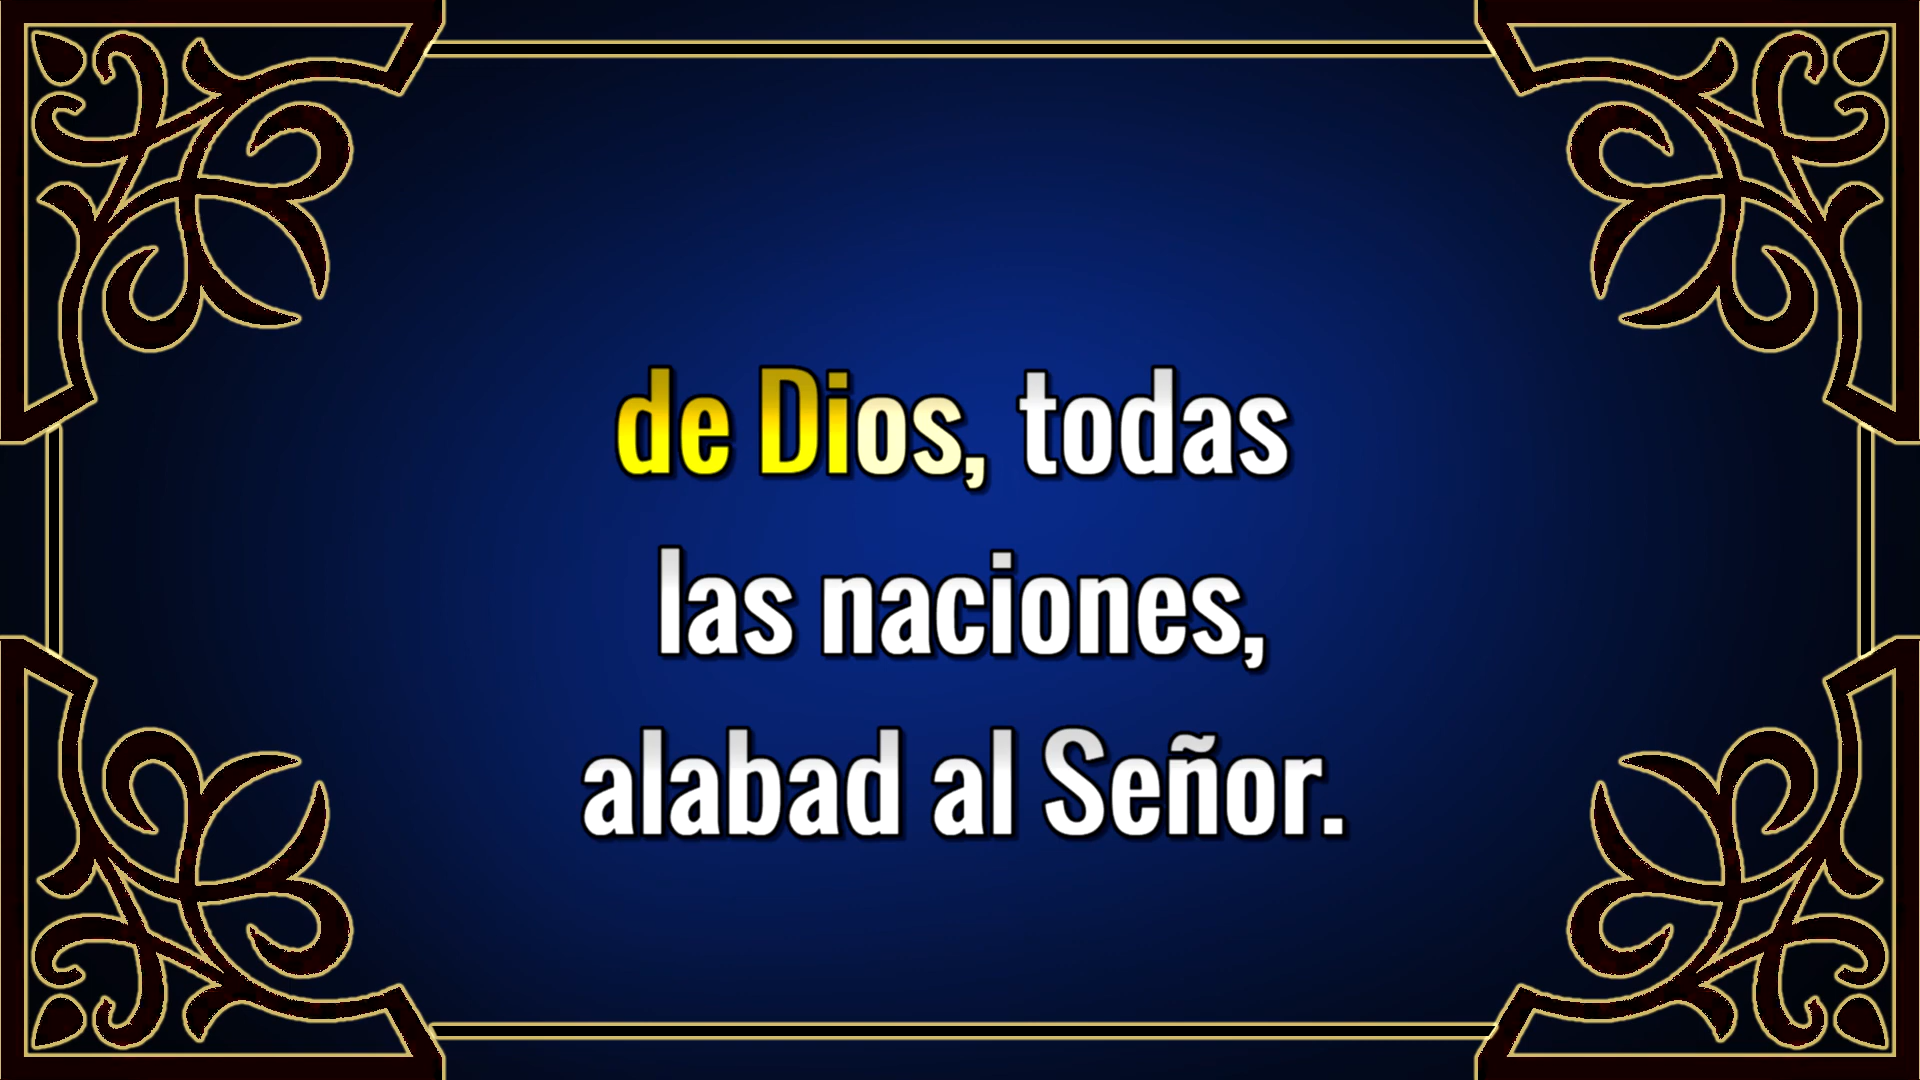 de Dios, todas
las naciones,
alabad al Señor.